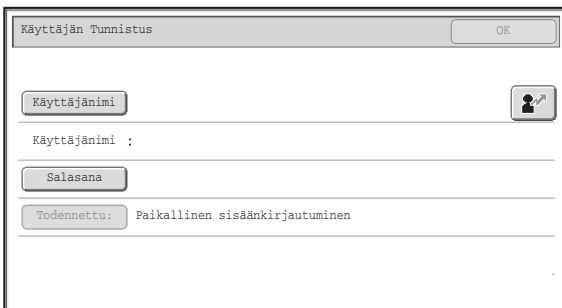 Käyttäjän Tunnistus OK
Käyttäjänimi
Käyttäjänimi :
Salasana
Todennettu: Paikallinen sisäänkirjautuminen